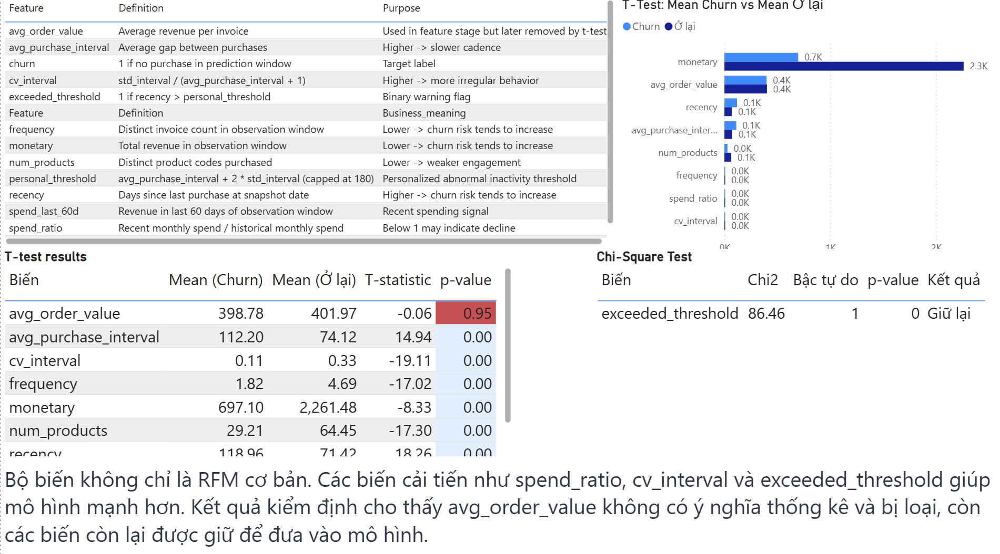 Feature Definition Purpose
avg_order_value Average revenue per invoice Used in feature stage but later removed by t-test
avg_purchase_interval Average gap between purchases Higher -> slower cadence
churn 1 if no purchase in prediction window Target label
cv_interval std_interval / (avg_purchase_interval + 1) Higher -> more irregular behavior
exceeded_threshold 1 if recency > personal_threshold Binary warning flag
Feature Definition Business_meaning
frequency Distinct invoice count in observation window Lower -> churn risk tends to increase
monetary Total revenue in observation window Lower -> churn risk tends to increase
num_products Distinct product codes purchased Lower -> weaker engagement
personal_threshold avg_purchase_interval + 2 * std_interval (capped at 180) Personalized abnormal inactivity threshold
recency Days since last purchase at snapshot date Higher -> churn risk tends to increase
spend_last_60d Revenue in last 60 days of observation window Recent spending signal
spend_ratio Recent monthly spend / historical monthly spend Below 1 may indicate decline
T-Test: Mean Churn vs Mean Ở lại
Churn Ở lại
monetary 0.7K
2.3K
avg_order_value 0.4K
0.4K
recency 0.1K
0.1K
avg_purchase_inter... 0.1K
0.1K
num_products 0.0K
0.1K
frequency 0.0K
0.0K
spend_ratio 0.0K
0.0K
cv_interval 0.0K
0.0K
0K 1K 2K
T-test results
Biến Mean (Churn) Mean (Ở lại) T-statistic p-value
avg_order_value 398.78 401.97 -0.06 0.95
avg_purchase_interval 112.20 74.12 14.94 0.00
cv_interval 0.11 0.33 -19.11 0.00
frequency 1.82 4.69 -17.02 0.00
monetary 697.10 2,261.48 -8.33 0.00
num_products 29.21 64.45 -17.30 0.00
recency 118.96 71.42 18.26 0.00
Chi-Square Test
Biến Chi2 Bậc tự do p-value Kết quả
exceeded_threshold 86.46 1 0 Giữ lại
Bộ biến không chỉ là RFM cơ bản. Các biến cải tiến như spend_ratio, cv_interval và exceeded_threshold giúp
mô hình mạnh hơn. Kết quả kiểm định cho thấy avg_order_value không có ý nghĩa thống kê và bị loại, còn
các biến còn lại được giữ để đưa vào mô hình.